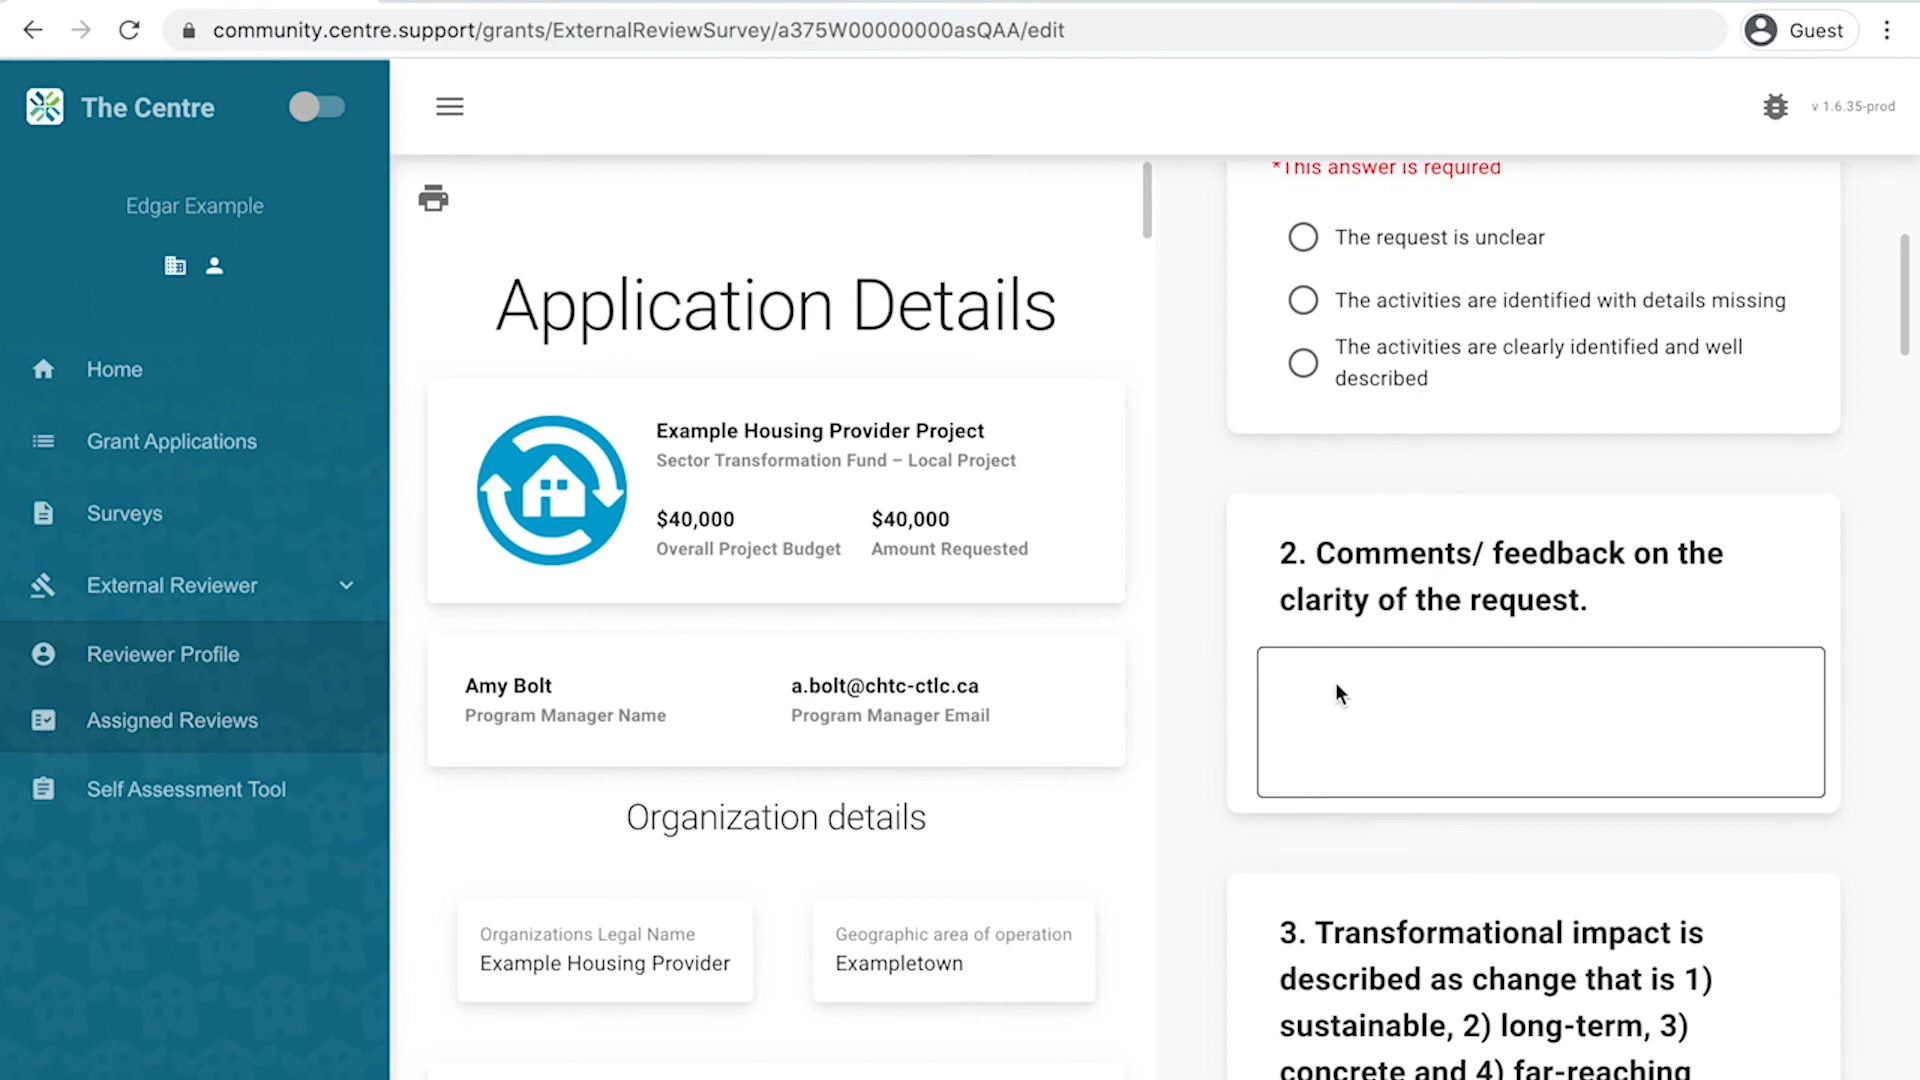 community.centre.support/grants/ExternalReviewSurvey/a375W00000000asQAA/edit
Guest
The Centre
v 1.6.35-prod
Edgar Example
Home
Grant Applications
Surveys
External Reviewer
Reviewer Profile
Assigned Reviews
Self Assessment Tool
Application Details
Example Housing Provider Project
Sector Transformation Fund – Local Project
$40,000
Overall Project Budget
$40,000
Amount Requested
Amy Bolt
Program Manager Name
a.bolt@chtc-ctlc.ca
Program Manager Email
Organization details
Organizations Legal Name
Example Housing Provider
Geographic area of operation
Exampletown
*This answer is required
The request is unclear
The activities are identified with details missing
The activities are clearly identified and well
described
2. Comments/ feedback on the
clarity of the request.
3. Transformational impact is
described as change that is 1)
sustainable, 2) long-term, 3)
concrete and 4) far-reaching